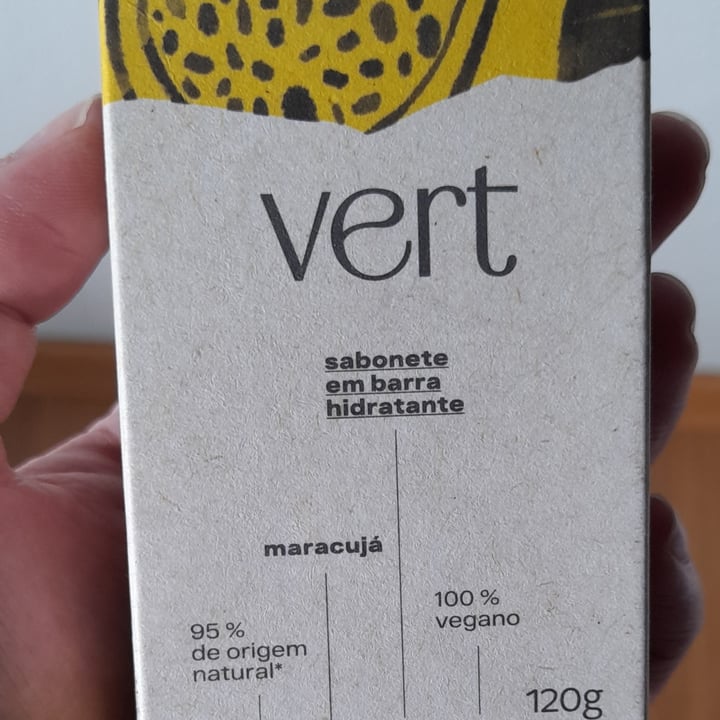 vert
sabonete
em barra
hidratante
maracujá
100 %
vegano
95 %
de origem
natural*
120g